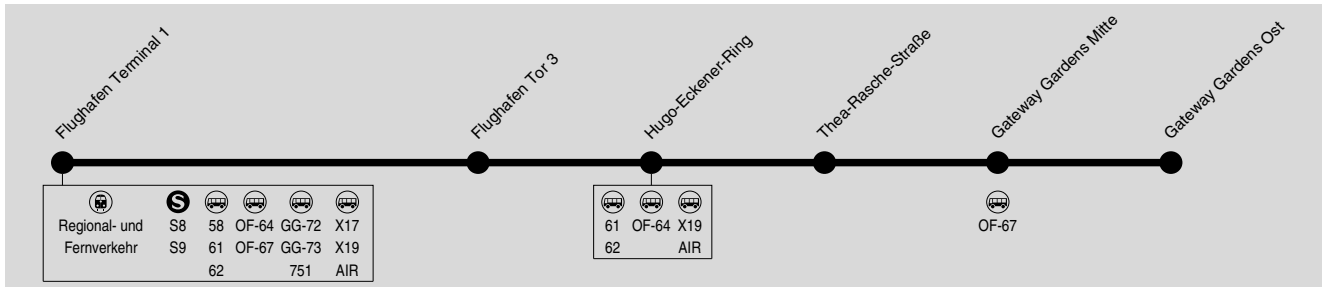 Flughafen Terminal 1
Flughafen Tor 3
Hugo-Eckener-Ring
Thea-Rasche-Straße
Gateway Gardens Mitte
Gateway Gardens Ost
S
Regional- und S8 58 OF-64 GG-72 X17
Fernverkehr S9 61 OF-67 GG-73 X19
62 751 AIR
61 OF-64 X19
62 AIR
OF-67